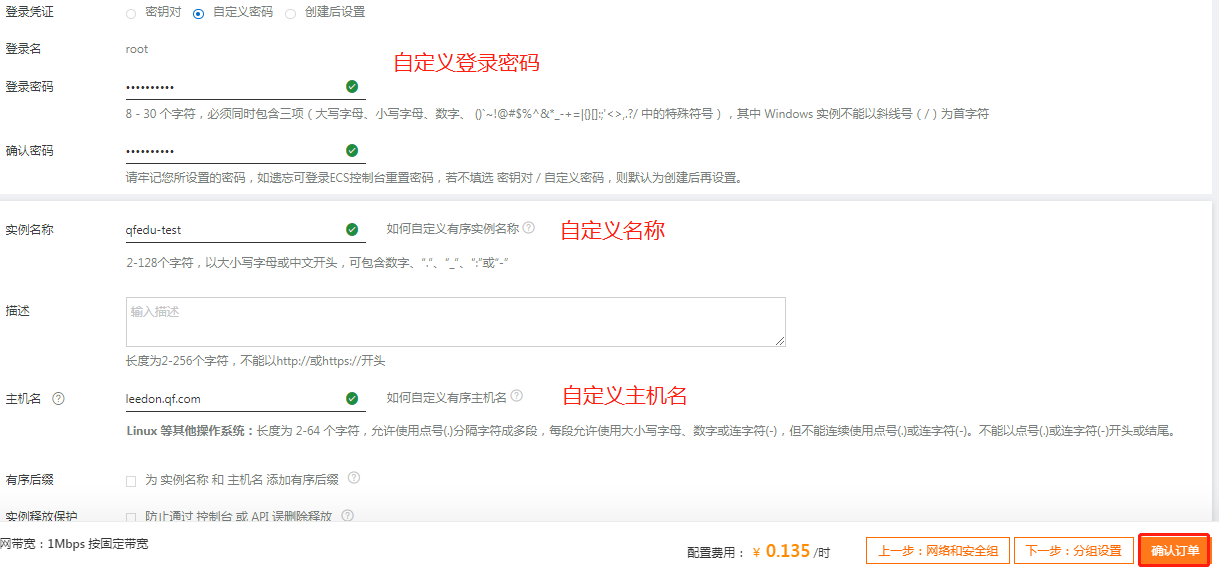 登录凭证 密钥对 自定义密码 创建后设置
登录名 root
自定义登录密码
登录密码 ••••••••••
8 - 30 个字符，必须同时包含三项（大写字母、小写字母、数字、 ()`~!@#$%^&*_-+=|{}[]:;'<>,.?/ 中的特殊符号），其中 Windows 实例不能以斜线号（/）为首字符
确认密码 ••••••••••
请牢记您所设置的密码，如遗忘可登录ECS控制台重置密码，若不填选 密钥对 / 自定义密码，则默认为创建后再设置。
实例名称 qfedu-test 如何自定义有序实例名称 ? 自定义名称
2-128个字符，以大小写字母或中文开头，可包含数字、“.“、”_“、”:“或“-”
描述 输入描述
长度为2-256个字符，不能以http://或https://开头
主机名 ? leedon.qf.com 如何自定义有序主机名 ? 自定义主机名
Linux 等其他操作系统：长度为 2-64 个字符，允许使用点号(.)分隔字符成多段，每段允许使用大小写字母、数字或连字符(-)，但不能连续使用点号(.)或连字符(-)。不能以点号(.)或连字符(-)开头或结尾。
有序后缀 为 实例名称 和 主机名 添加有序后缀 ?
实例释放保护 防止通过 控制台 或 API 误删除释放 ?
网带宽：1Mbps 按固定带宽 配置费用： ¥ 0.135 /时 上一步：网络和安全组 下一步：分组设置 确认订单